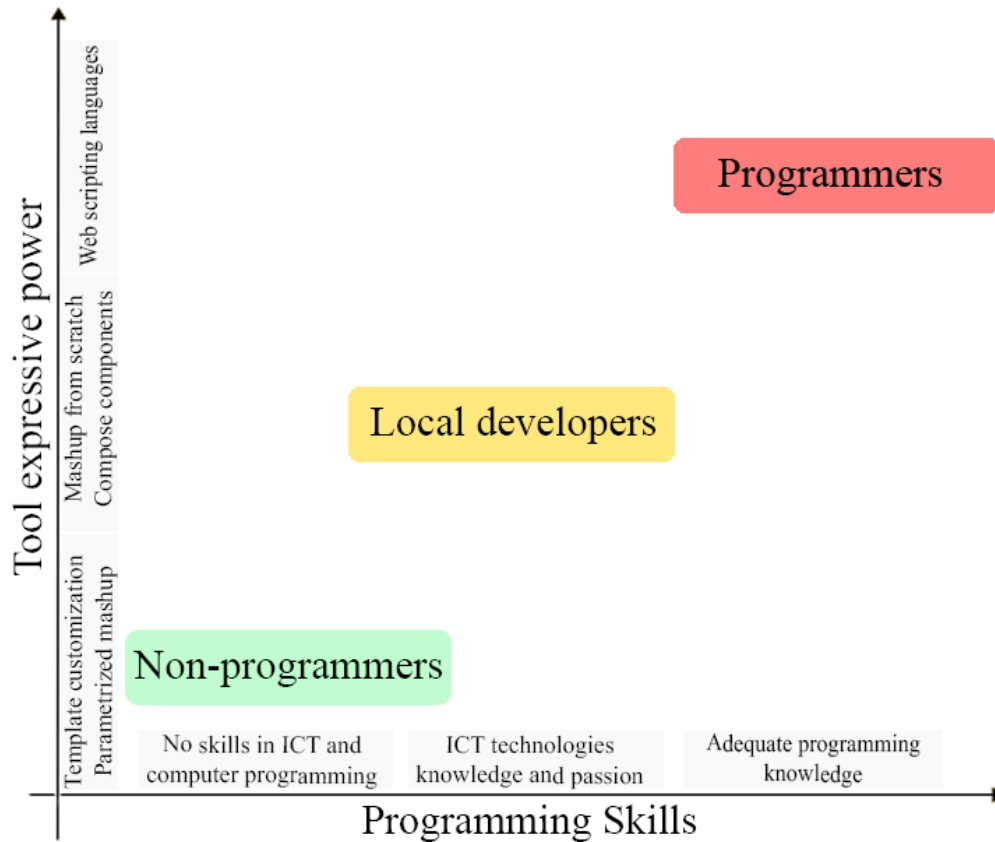 Tool expressive power
Web scripting languages
Mashup from scratch
Compose components
Template customization
Parametrized mashup
Programmers
Local developers
Non-programmers
No skills in ICT and
computer programming
ICT technologies
knowledge and passion
Adequate programming
knowledge
Programming Skills